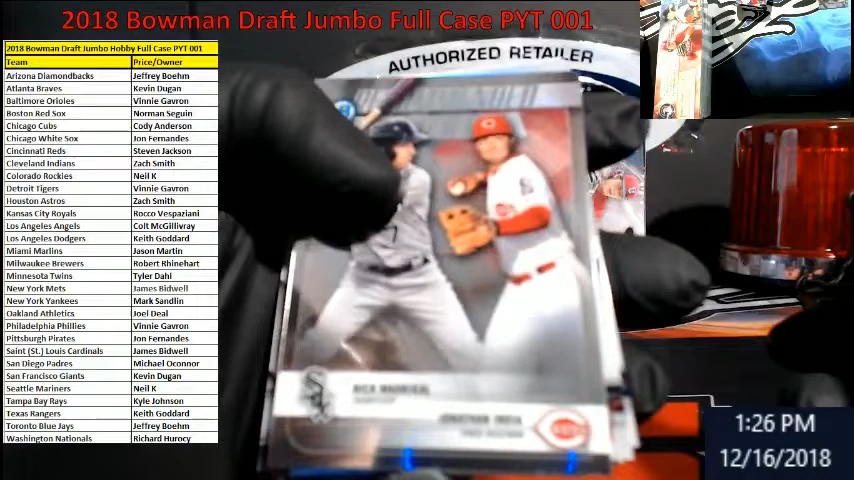 2018 Bowman Draft Jumbo Full Case PYT 001
2018 Bowman Draft Jumbo Hobby Full Case PYT 001
Team Price/Owner
Arizona Diamondbacks Jeffrey Boehm
Atlanta Braves Kevin Dugan
Baltimore Orioles Vinnie Gavron
Boston Red Sox Norman Seguin
Chicago Cubs Cody Anderson
Chicago White Sox Jon Fernandes
Cincinnati Reds Steven Jackson
Cleveland Indians Zach Smith
Colorado Rockies Neil K
Detroit Tigers Vinnie Gavron
Houston Astros Zach Smith
Kansas City Royals Rocco Vespaziani
Los Angeles Angels Colt McGillivray
Los Angeles Dodgers Keith Goddard
Miami Marlins Jason Martin
Milwaukee Brewers Robert Rhinehart
Minnesota Twins Tyler Dahl
New York Mets James Bidwell
New York Yankees Mark Sandlin
Oakland Athletics Joel Deal
Philadelphia Phillies Vinnie Gavron
Pittsburgh Pirates Jon Fernandes
Saint (St.) Louis Cardinals James Bidwell
San Diego Padres Michael Oconnor
San Francisco Giants Kevin Dugan
Seattle Mariners Neil K
Tampa Bay Rays Kyle Johnson
Texas Rangers Keith Goddard
Toronto Blue Jays Jeffrey Boehm
Washington Nationals Richard Hurocy
AUTHORIZED RETAILER
NICK MADRIGAL
JONATHAN INDIA
1:26 PM
12/16/2018